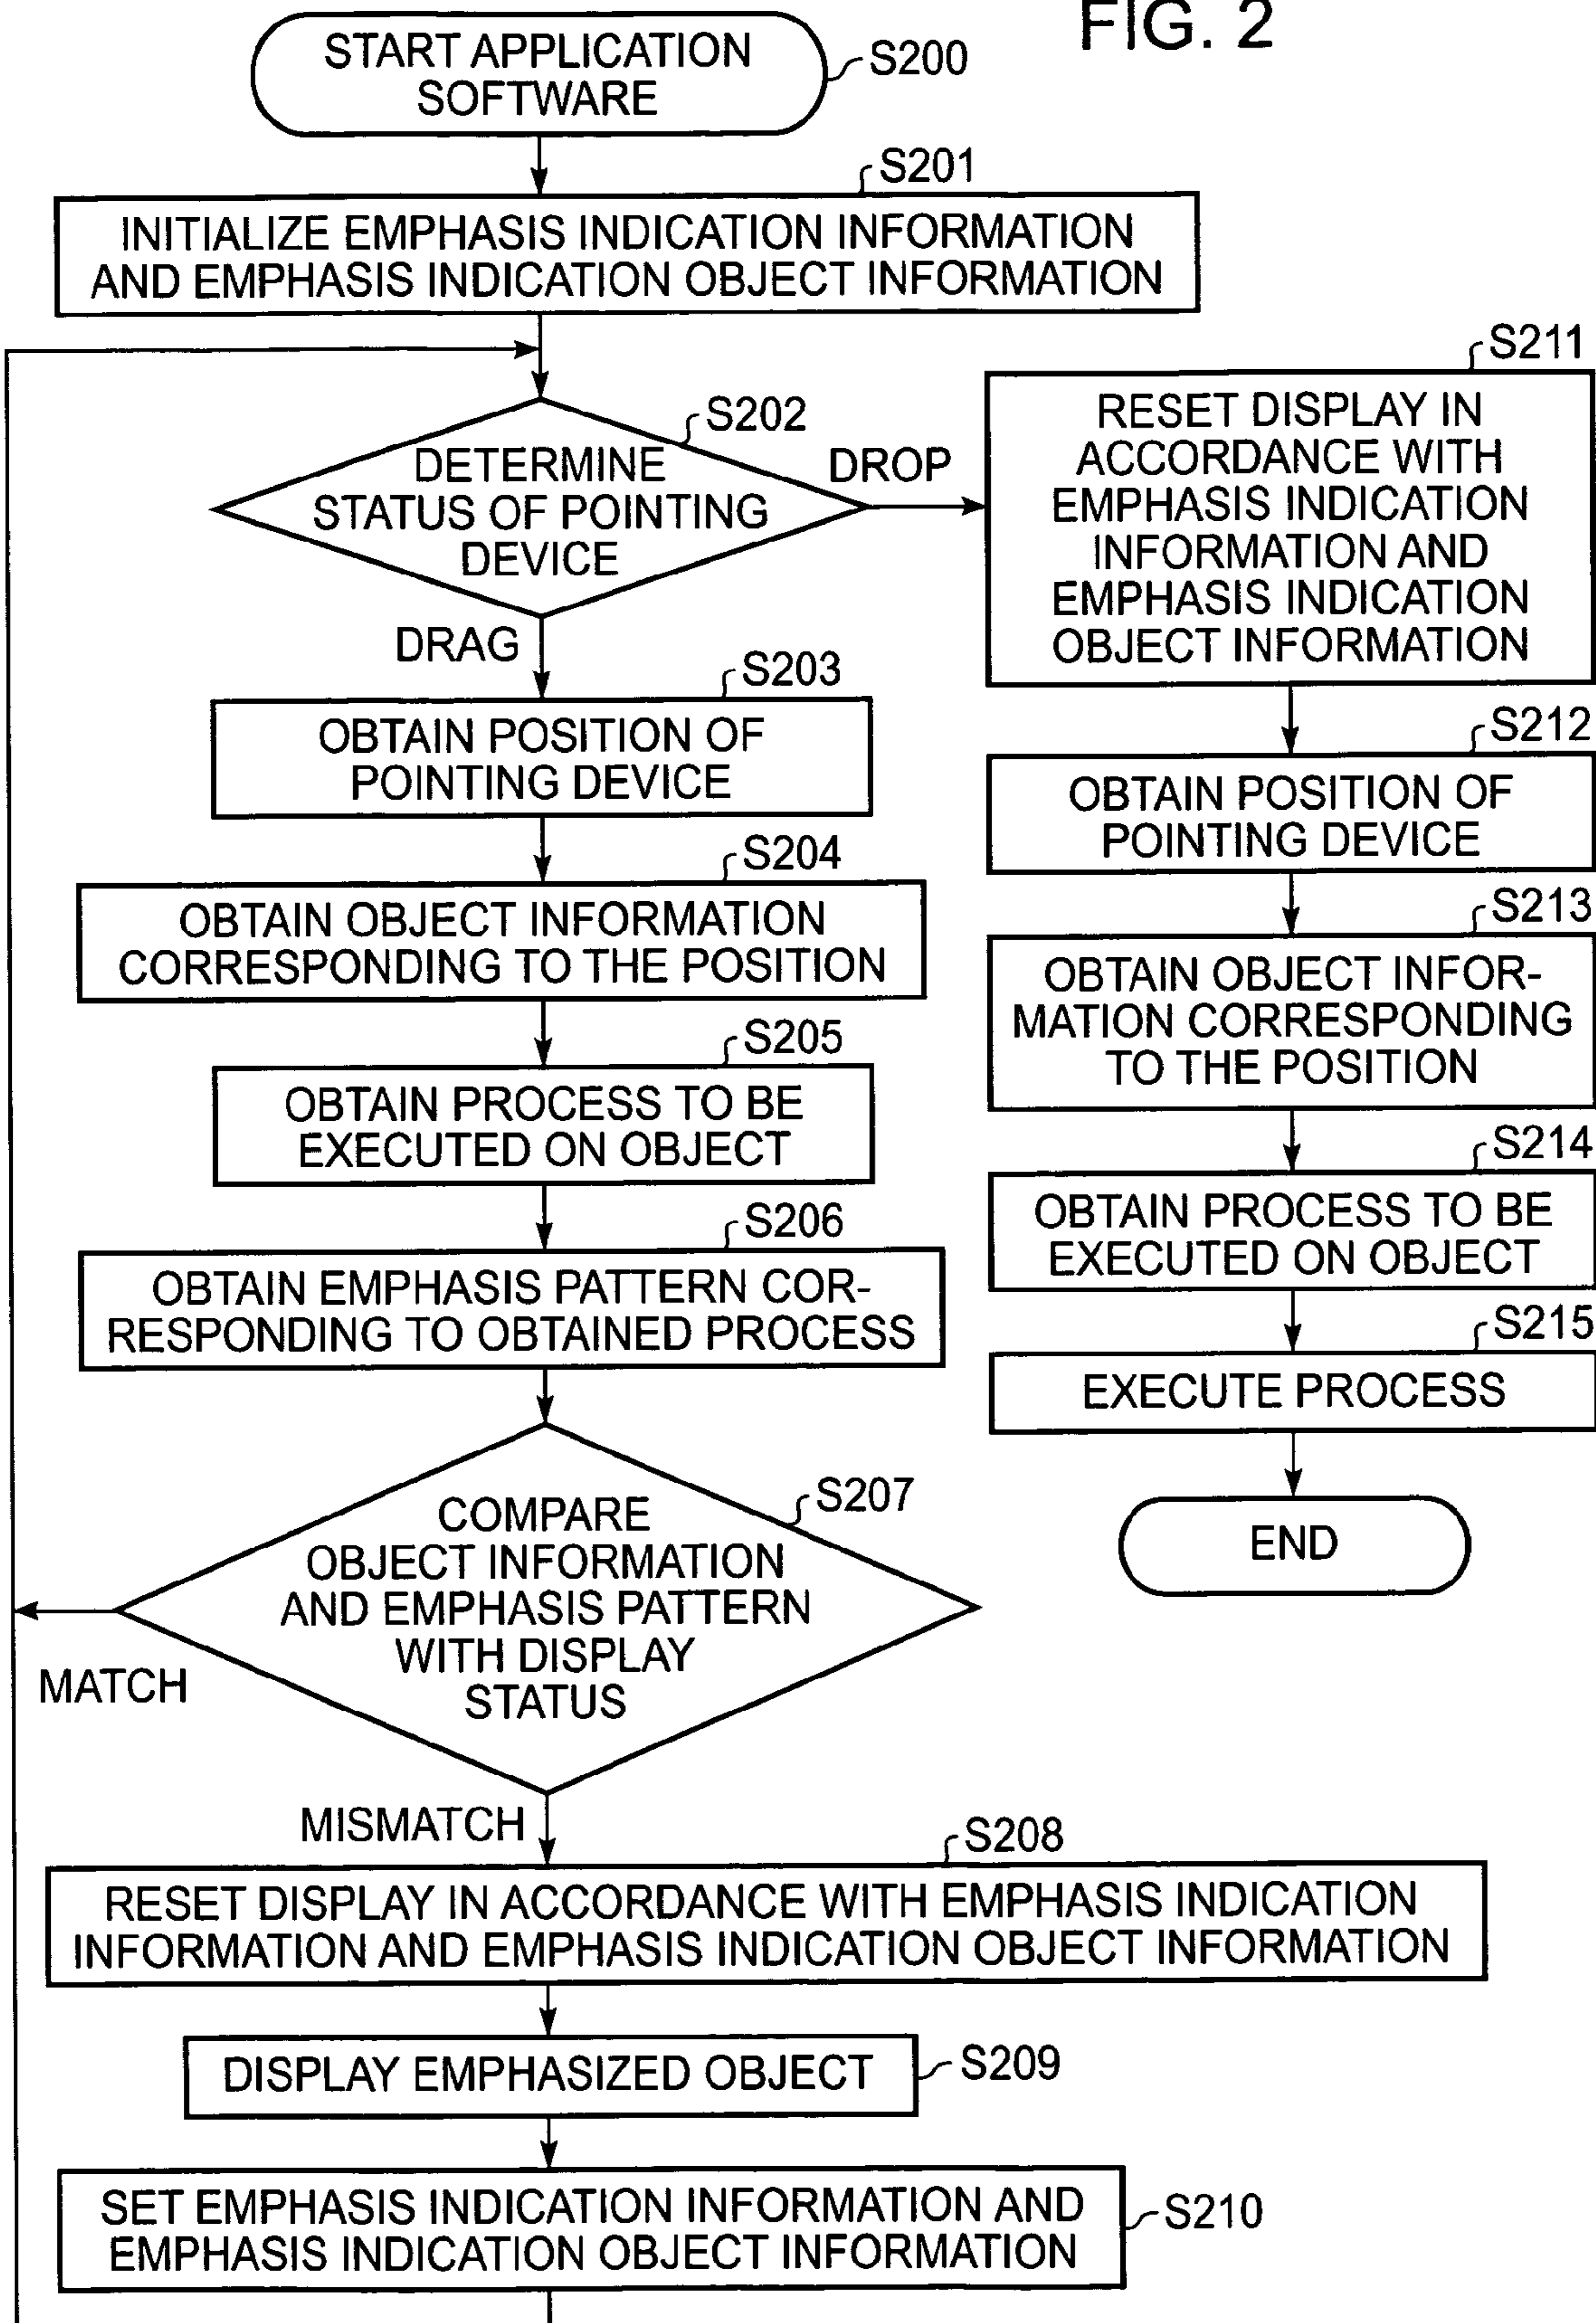 FIG. 2
START APPLICATION
SOFTWARE
S200
S201
INITIALIZE EMPHASIS INDICATION INFORMATION
AND EMPHASIS INDICATION OBJECT INFORMATION
S202
DETERMINE
STATUS OF POINTING
DEVICE
DROP
DRAG
S203
OBTAIN POSITION OF
POINTING DEVICE
S204
OBTAIN OBJECT INFORMATION
CORRESPONDING TO THE POSITION
S205
OBTAIN PROCESS TO BE
EXECUTED ON OBJECT
S206
OBTAIN EMPHASIS PATTERN COR-
RESPONDING TO OBTAINED PROCESS
S207
COMPARE
OBJECT INFORMATION
AND EMPHASIS PATTERN
WITH DISPLAY
STATUS
MATCH
MISMATCH
S208
RESET DISPLAY IN ACCORDANCE WITH EMPHASIS INDICATION
INFORMATION AND EMPHASIS INDICATION OBJECT INFORMATION
DISPLAY EMPHASIZED OBJECT
S209
SET EMPHASIS INDICATION INFORMATION AND
EMPHASIS INDICATION OBJECT INFORMATION
S210
S211
RESET DISPLAY IN
ACCORDANCE WITH
EMPHASIS INDICATION
INFORMATION AND
EMPHASIS INDICATION
OBJECT INFORMATION
S212
OBTAIN POSITION OF
POINTING DEVICE
S213
OBTAIN OBJECT INFOR-
MATION CORRESPONDING
TO THE POSITION
S214
OBTAIN PROCESS TO BE
EXECUTED ON OBJECT
S215
EXECUTE PROCESS
END